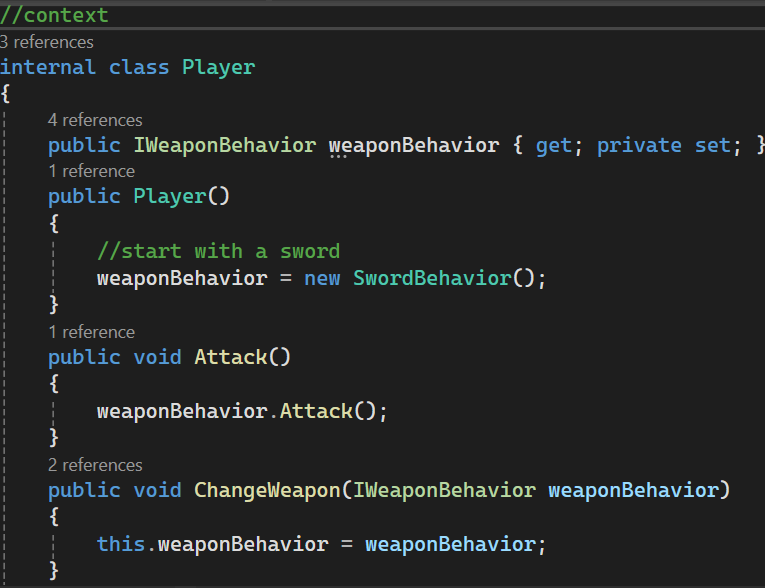 //context
3 references
internal class Player
{
4 references
public IWeaponBehavior weaponBehavior { get; private set; }
1 reference
public Player()
{
//start with a sword
weaponBehavior = new SwordBehavior();
}
1 reference
public void Attack()
{
weaponBehavior.Attack();
}
2 references
public void ChangeWeapon(IWeaponBehavior weaponBehavior)
{
this.weaponBehavior = weaponBehavior;
}